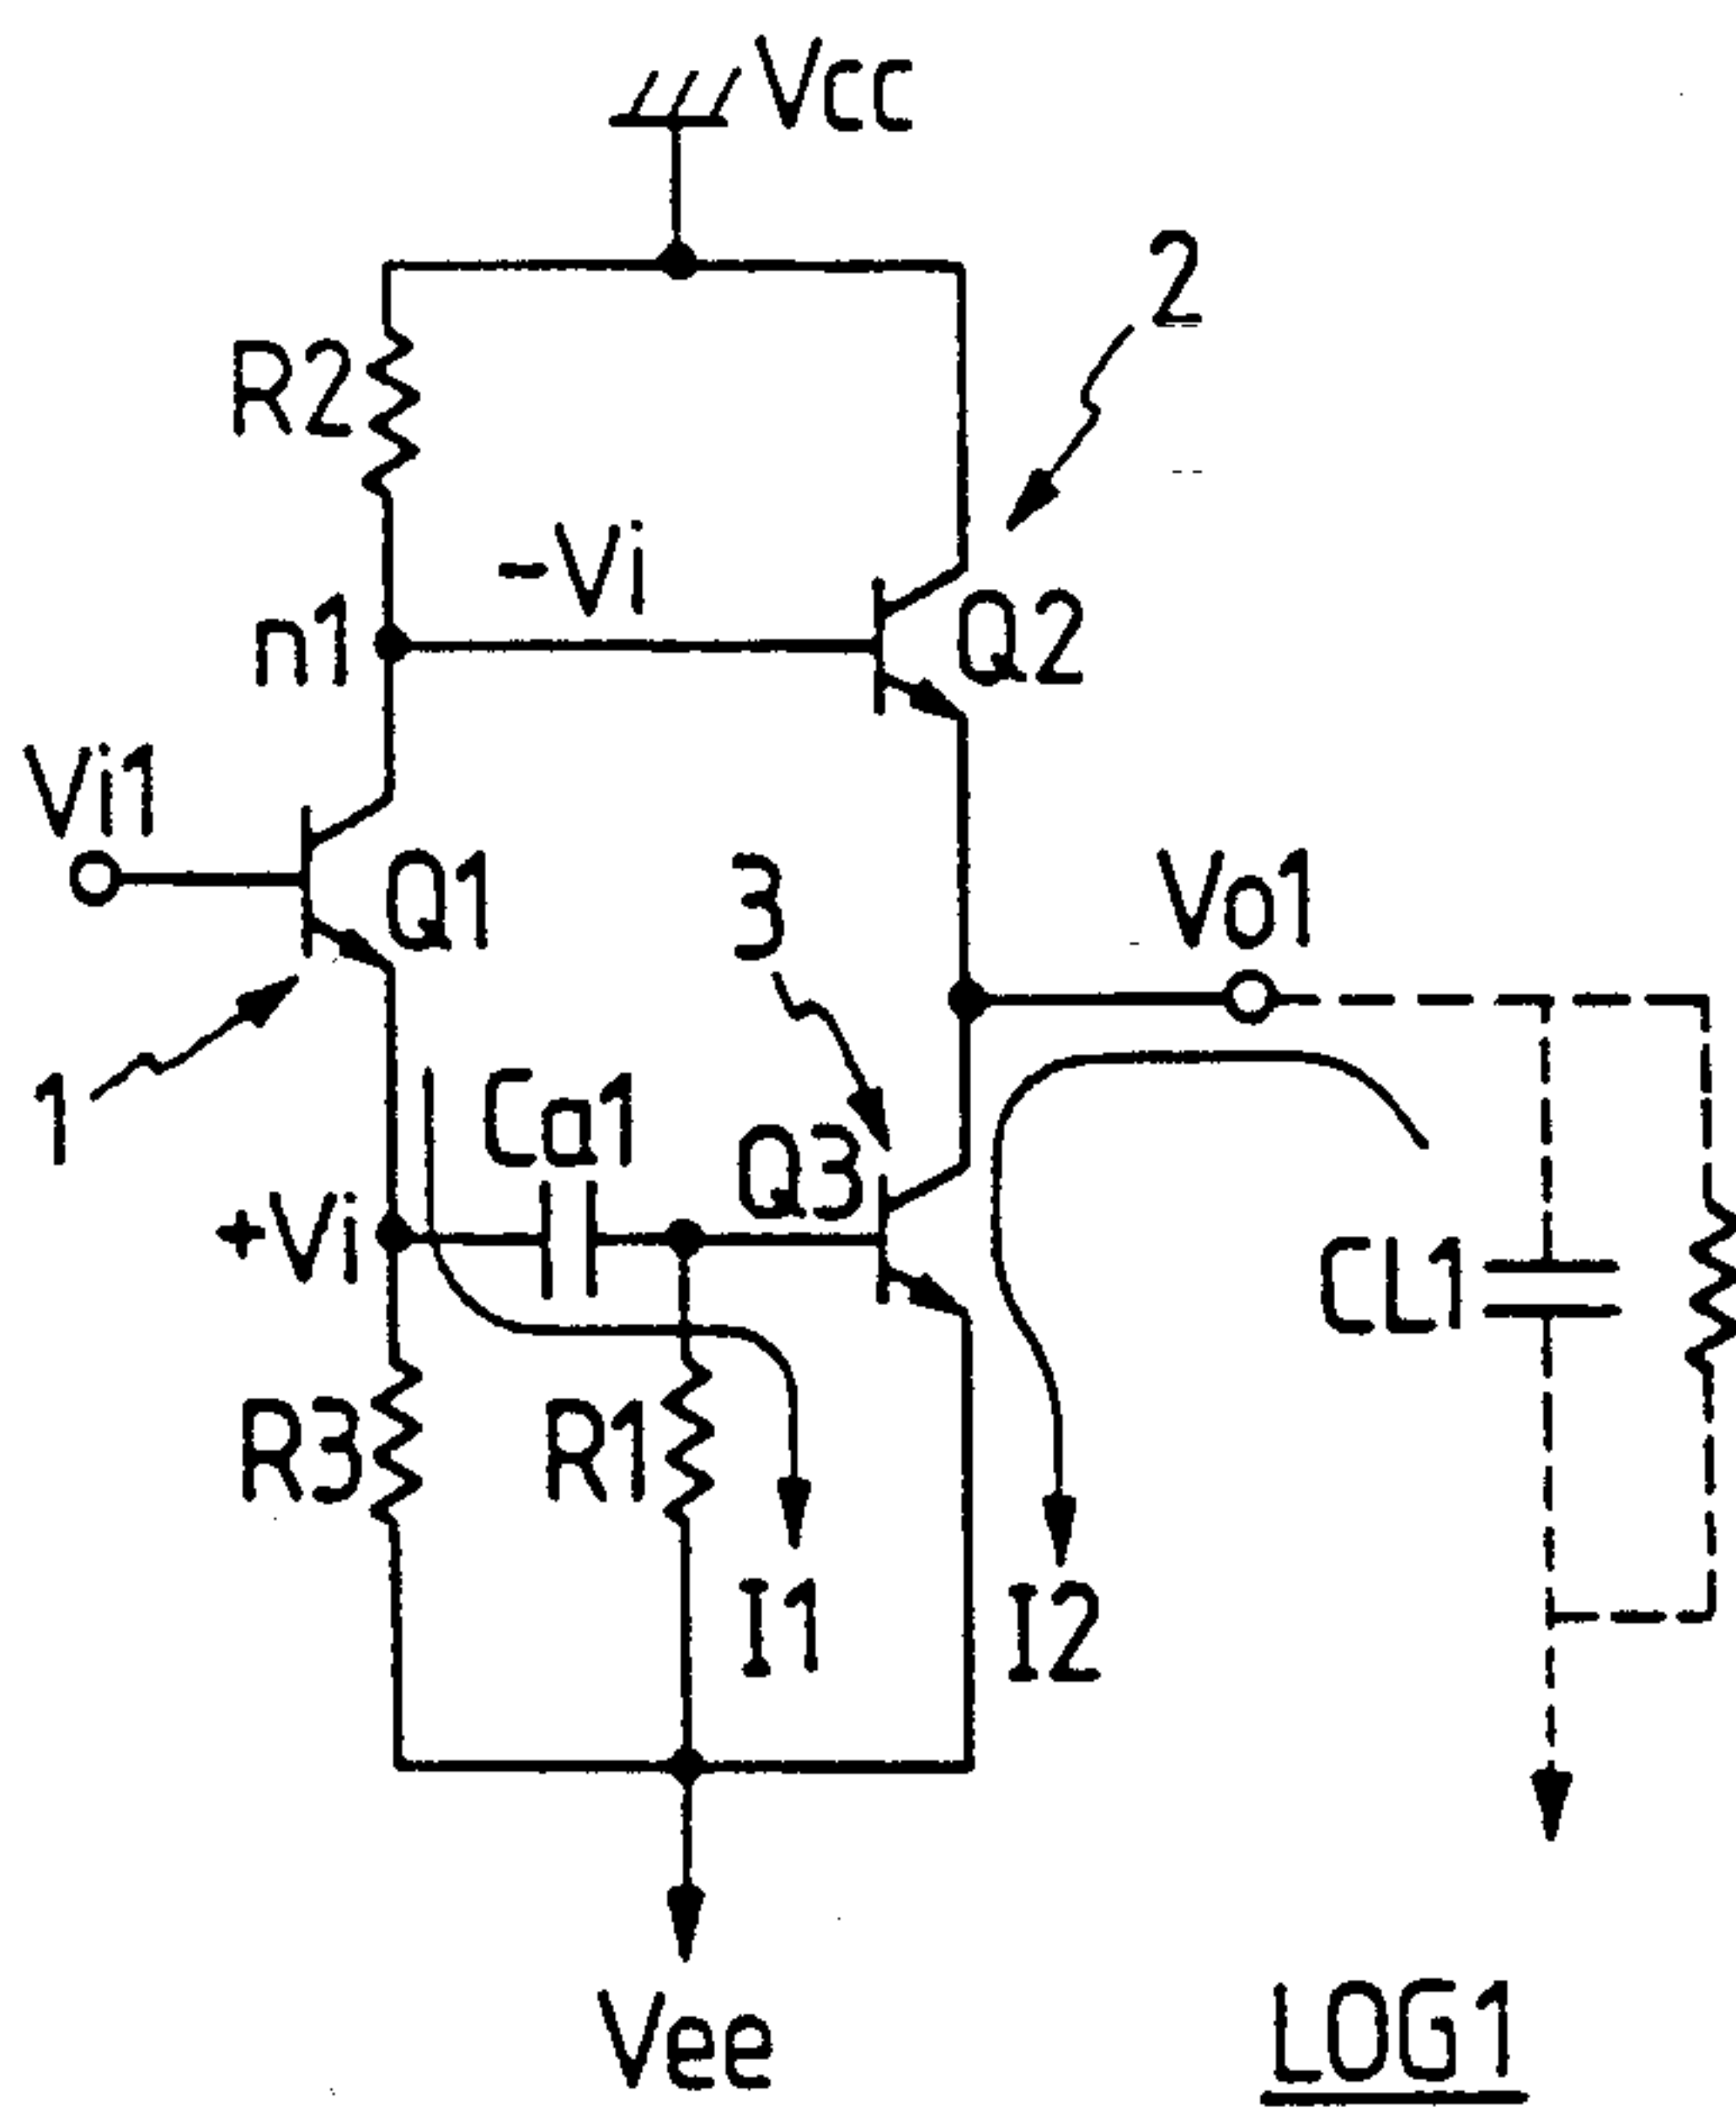 Vcc
2
R2
-Vi
n1
Q2
Vi1
Q1
3
Vo1
1
Ca1
Q3
+Vi
CL1
R3
R1
I1
I2
Vee
LOG1